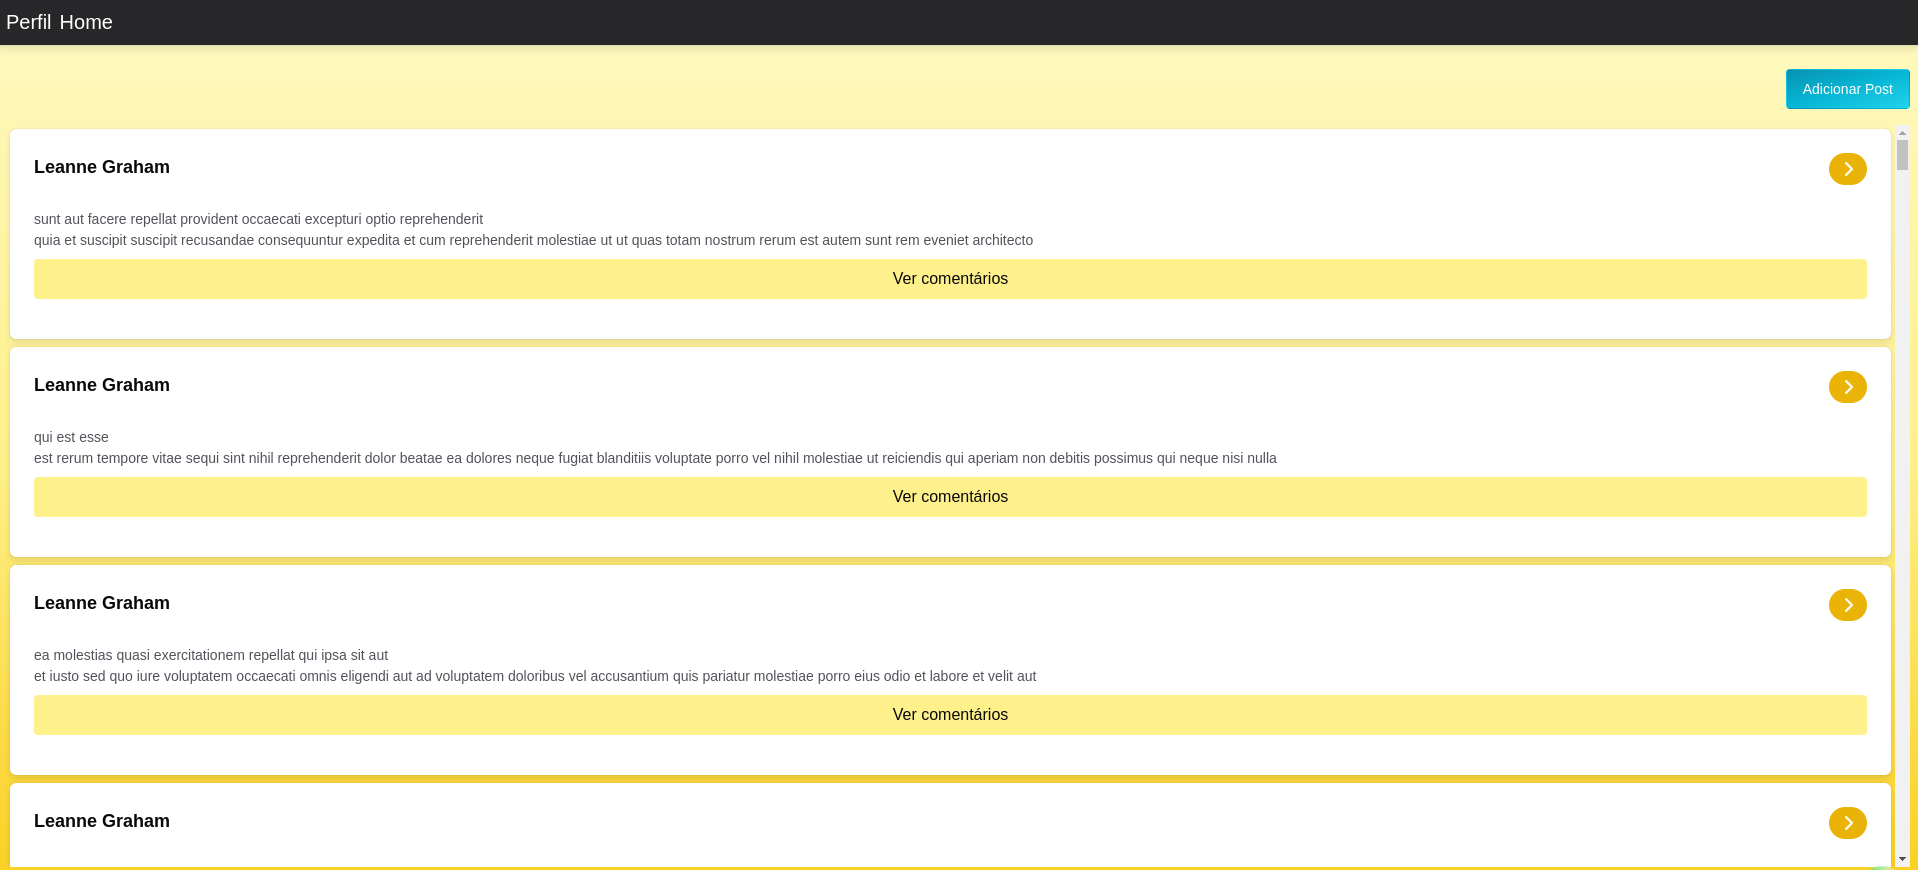 Perfil Home
Adicionar Post
Leanne Graham
sunt aut facere repellat provident occaecati excepturi optio reprehenderit
quia et suscipit suscipit recusandae consequuntur expedita et cum reprehenderit molestiae ut ut quas totam nostrum rerum est autem sunt rem eveniet architecto
Ver comentários
Leanne Graham
qui est esse
est rerum tempore vitae sequi sint nihil reprehenderit dolor beatae ea dolores neque fugiat blanditiis voluptate porro vel nihil molestiae ut reiciendis qui aperiam non debitis possimus qui neque nisi nulla
Ver comentários
Leanne Graham
ea molestias quasi exercitationem repellat qui ipsa sit aut
et iusto sed quo iure voluptatem occaecati omnis eligendi aut ad voluptatem doloribus vel accusantium quis pariatur molestiae porro eius odio et labore et velit aut
Ver comentários
Leanne Graham